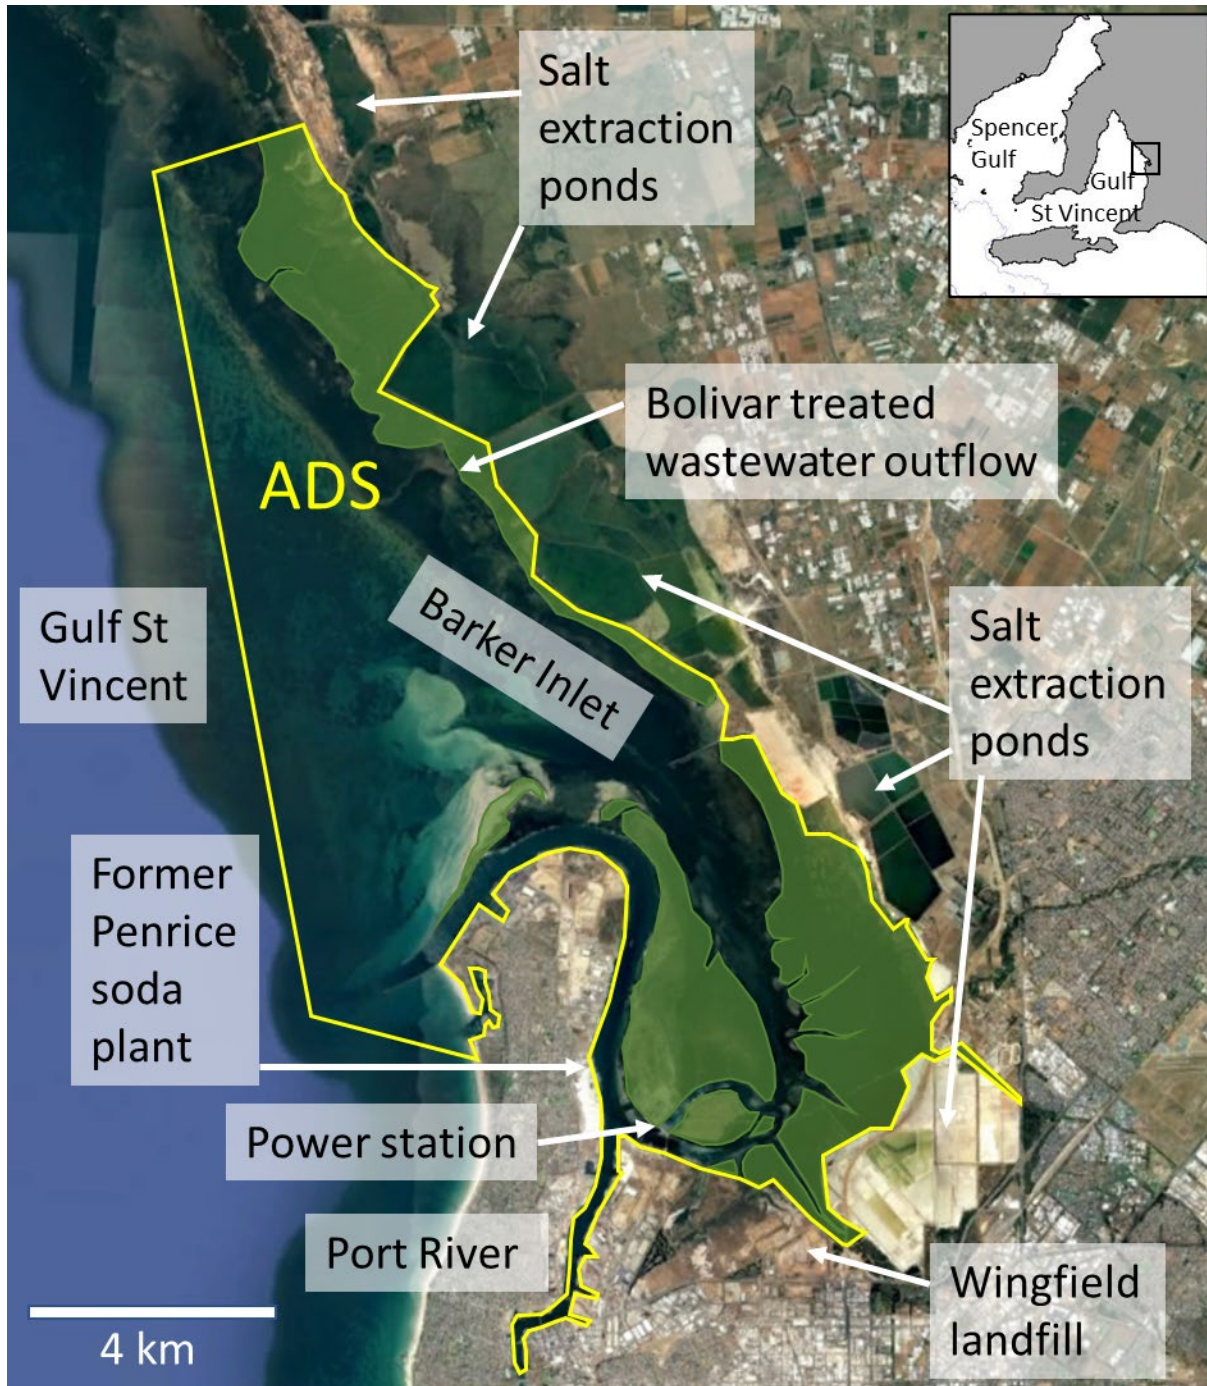 Salt
extraction
ponds
Spencer
Gulf
Gulf
St Vincent
Bolivar treated
wastewater outflow
ADS
Barker Inlet
Gulf St
Vincent
Salt
extraction
ponds
Former
Penrice
soda
plant
Power station
Port River
Wingfield
landfill
4 km